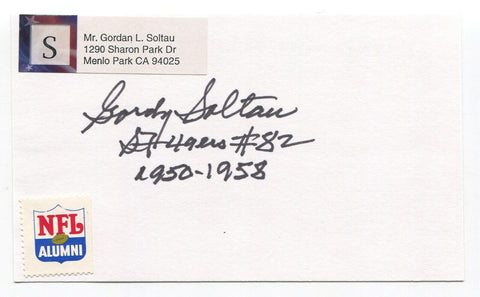 S
Mr. Gordan L. Soltau
1290 Sharon Park Dr
Menlo Park CA 94025
Gordy Soltau
SF 49ers #82
1950-1958
NFL
ALUMNI